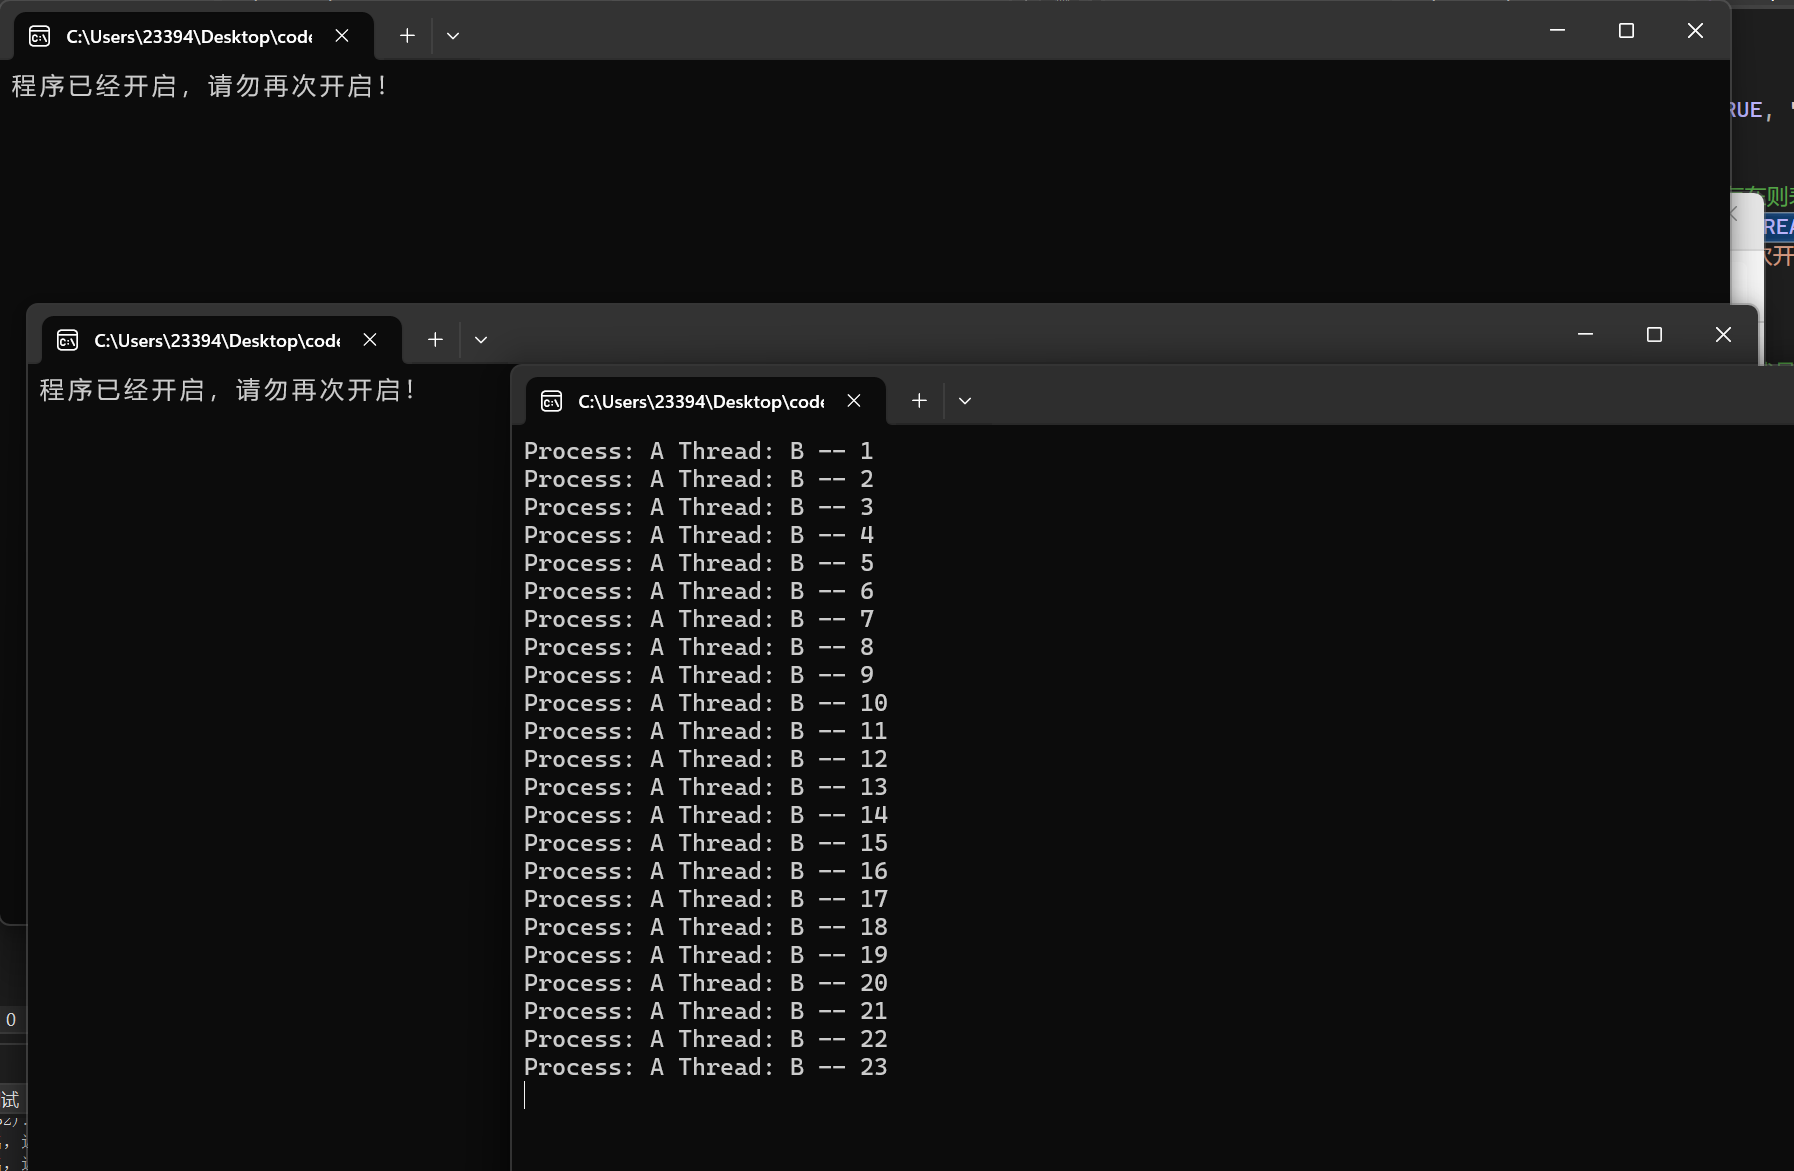 C:\Users\23394\Desktop\code
程序已经开启，请勿再次开启！
RUE, "
则
REA
次开
C:\Users\23394\Desktop\code
程序已经开启，请勿再次开启！
C:\Users\23394\Desktop\code
Process: A Thread: B -- 1
Process: A Thread: B -- 2
Process: A Thread: B -- 3
Process: A Thread: B -- 4
Process: A Thread: B -- 5
Process: A Thread: B -- 6
Process: A Thread: B -- 7
Process: A Thread: B -- 8
Process: A Thread: B -- 9
Process: A Thread: B -- 10
Process: A Thread: B -- 11
Process: A Thread: B -- 12
Process: A Thread: B -- 13
Process: A Thread: B -- 14
Process: A Thread: B -- 15
Process: A Thread: B -- 16
Process: A Thread: B -- 17
Process: A Thread: B -- 18
Process: A Thread: B -- 19
Process: A Thread: B -- 20
Process: A Thread: B -- 21
Process: A Thread: B -- 22
Process: A Thread: B -- 23
0
试